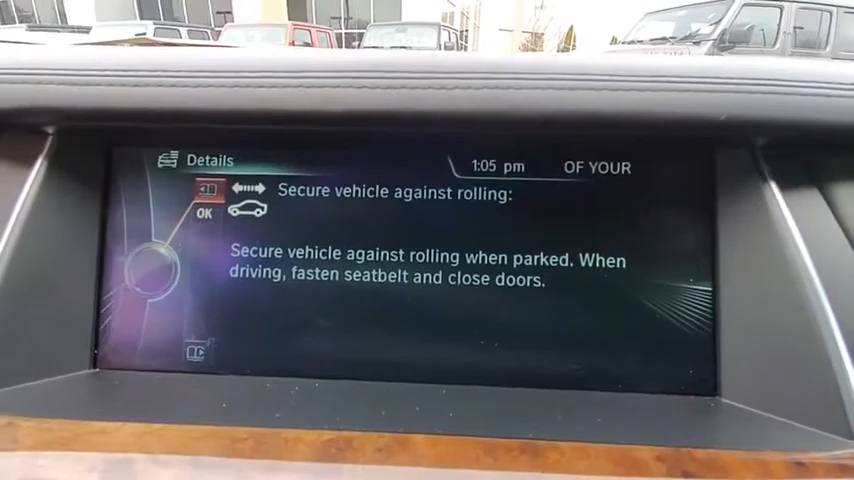 Details
1:05 pm
OF YOUR
Secure vehicle against rolling:
OK
Secure vehicle against rolling when parked. When
driving, fasten seatbelt and close doors.